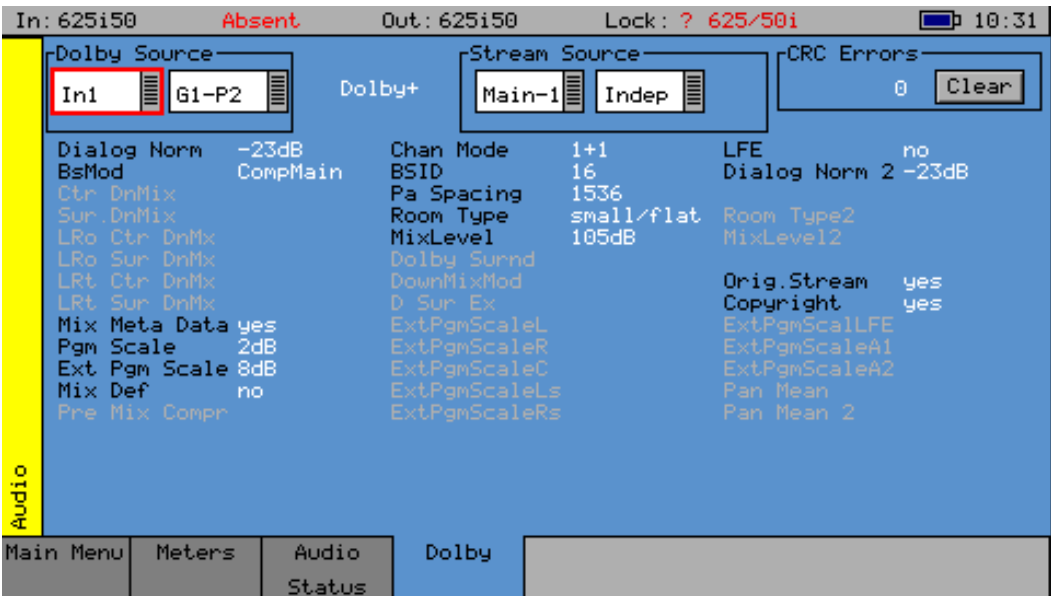 In: 625i50 Absent Out: 625i50 Lock: ? 625/50i 10:31
Dolby Source Stream Source CRC Errors
In1 G1-P2 Dolby+ Main-1 Indep 0 Clear
Dialog Norm -23dB Chan Mode 1+1 LFE no
BsMod CompMain BSID 16 Dialog Norm 2 -23dB
Ctr DnMix Pa Spacing 1536
Sur.DnMix Room Type small/flat Room Type2
LRo Ctr DnMx MixLevel 105dB MixLevel2
LRo Sur DnMx Dolby Surnd
LRt Ctr DnMx DownMixMod Orig.Stream yes
LRt Sur DnMx D Sur Ex Copyright yes
Mix Meta Data yes ExtPgmScaleL ExtPgmScalLFE
Pgm Scale 2dB ExtPgmScaleR ExtPgmScaleA1
Ext Pgm Scale 8dB ExtPgmScaleC ExtPgmScaleA2
Mix Def no ExtPgmScaleLs Pan Mean
Pre Mix Compr ExtPgmScaleRs Pan Mean 2
Audio
Main Menu Meters Audio Dolby
Status